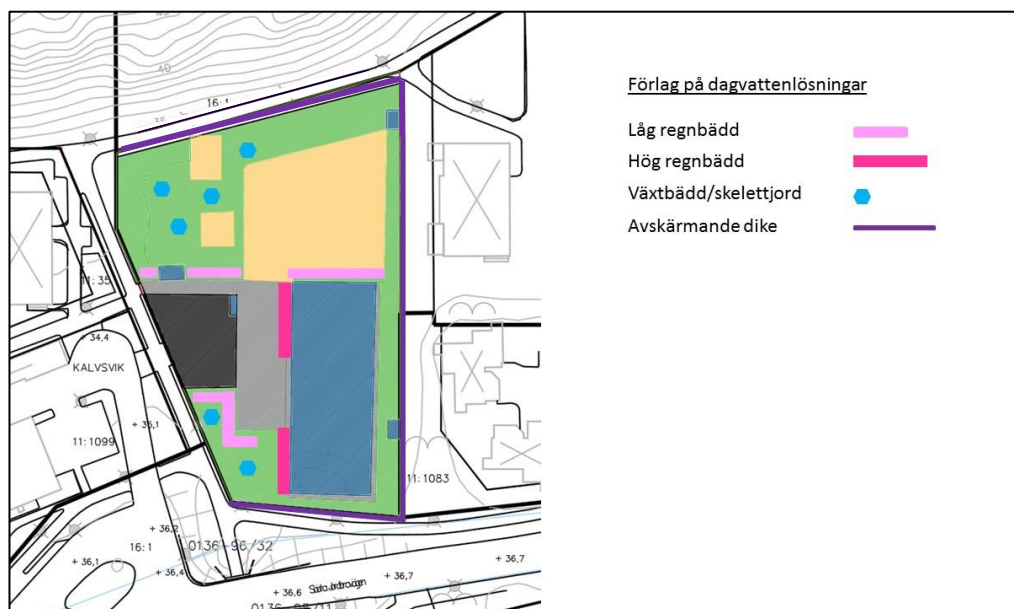 40
16:1
11:35
+ 34,4
KALVSVIK
+ 36,1
11:1099
11:1083
+ 36,2
16:1
0136-96/32
+ 36,1
+ 36,4
+ 36,7
+ 36,7
+ 36,6
Förlag på dagvattenlösningar
Låg regnbädd
Hög regnbädd
Växtbädd/skelettjord
Avskärmande dike